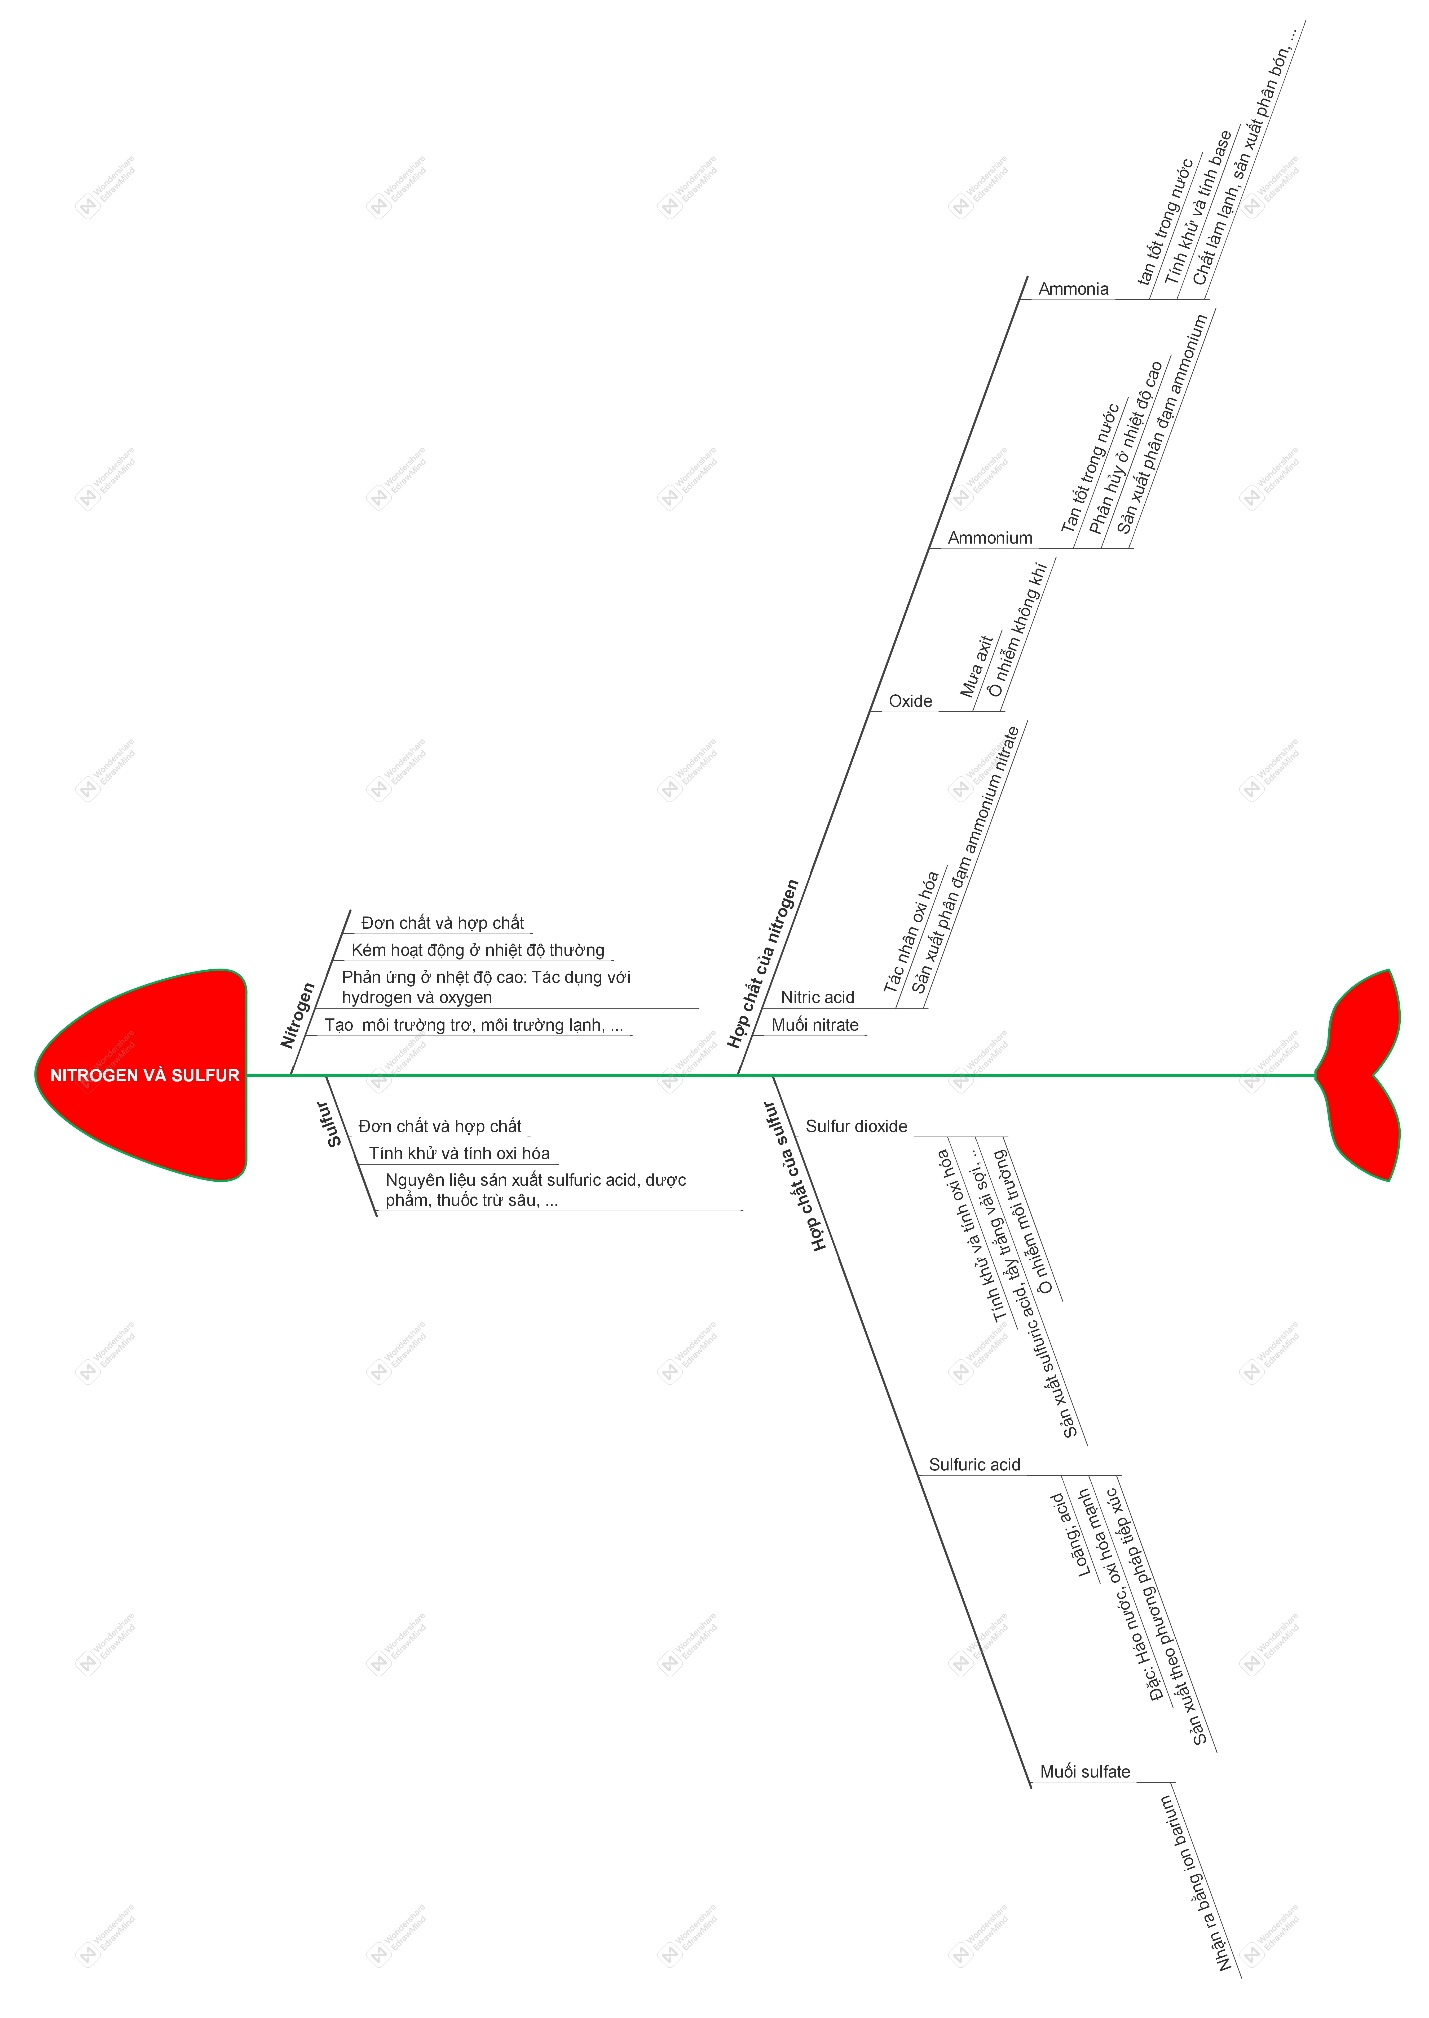 NITROGEN VÀ SULFUR
Nitrogen
Đơn chất và hợp chất
Kém hoạt động ở nhiệt độ thường
Phản ứng ở nhệt độ cao: Tác dụng với
hydrogen và oxygen
Tạo môi trường trơ, môi trường lạnh, ...
Hợp chất của nitrogen
Ammonia
tan tốt trong nước
Tính khử và tính base
Chất làm lạnh, sản xuất phân bón, ...
Ammonium
Tan tốt trong nước
Phân hủy ở nhiệt độ cao
Sản xuất phân đạm ammonium
Oxide
Mưa axit
Ô nhiễm không khí
Nitric acid
Tác nhân oxi hóa
Sản xuất phân đạm ammonium nitrate
Muối nitrate
Sulfur
Đơn chất và hợp chất
Tính khử và tính oxi hóa
Nguyên liệu sản xuất sulfuric acid, dược
phẩm, thuốc trừ sâu, ...
Hợp chất của sulfur
Sulfur dioxide
Tính khử và tính oxi hóa
Sản xuất sulfuric acid, tẩy trắng vải sợi, ...
Ô nhiễm môi trường
Sulfuric acid
Loãng: acid
Đặc: Háo nước, oxi hóa mạnh
Sản xuất theo phương pháp tiếp xúc
Muối sulfate
Nhận ra bằng ion barium
Wondershare
EdrawMind